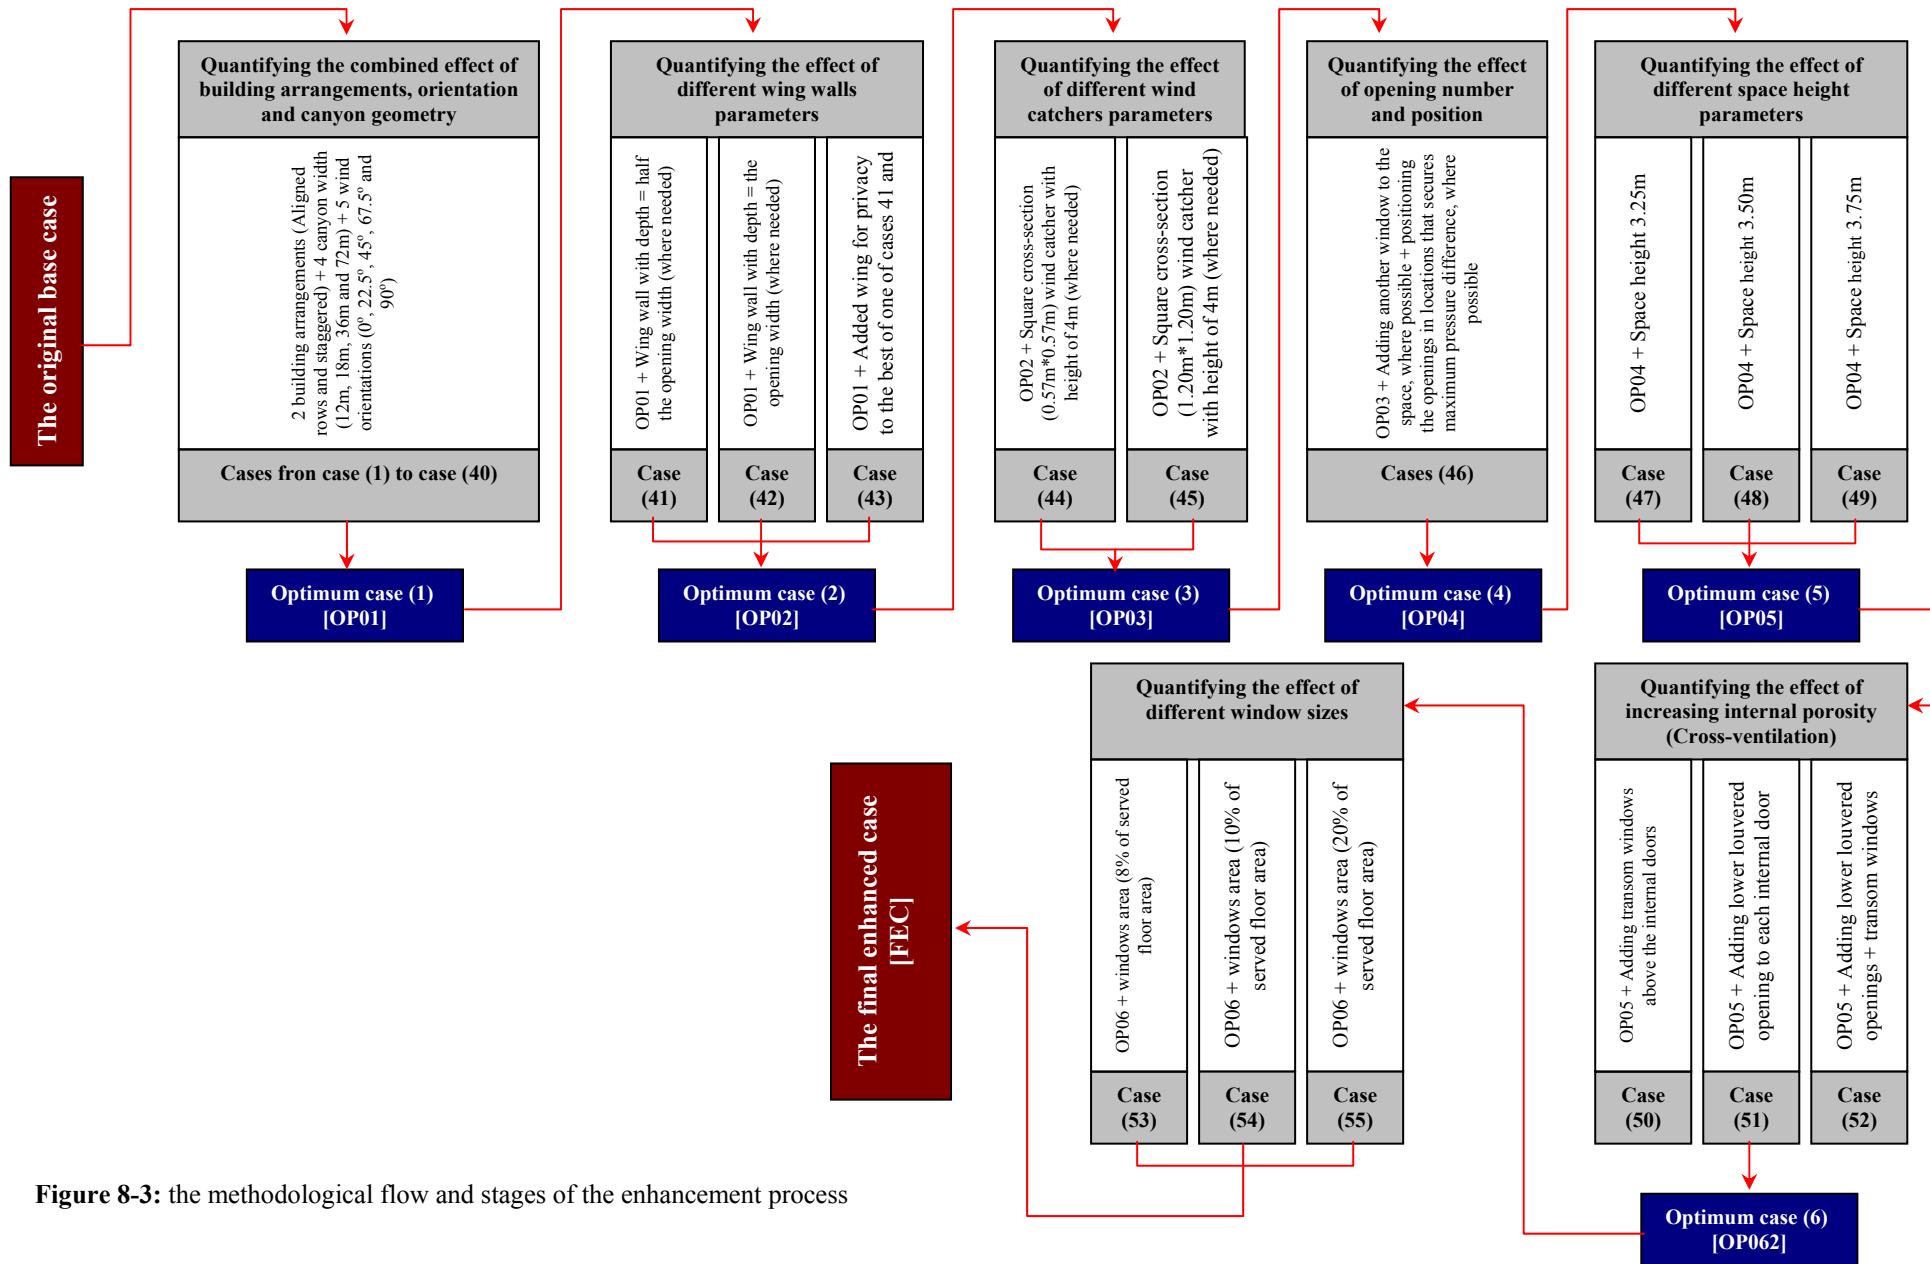 The original base case
Quantifying the combined effect of
building arrangements, orientation
and canyon geometry
2 building arrangements (Aligned
rows and staggered) + 4 canyon width
(12m, 18m, 36m and 72m) + 5 wind
orientations (0º, 22.5º, 45º, 67.5º and
90º)
Cases fron case (1) to case (40)
Optimum case (1)
[OP01]
Quantifying the effect of
different wing walls
parameters
OP01 + Wing wall with depth = half
the opening width (where needed)
Case
(41)
OP01 + Wing wall with depth = the
opening width (where needed)
Case
(42)
OP01 + Added wing for privacy
to the best of one of cases 41 and
Case
(43)
Optimum case (2)
[OP02]
Quantifying the effect
of different wind
catchers parameters
OP02 + Square cross-section
(0.57m*0.57m) wind catcher with
height of 4m (where needed)
Case
(44)
OP02 + Square cross-section
(1.20m*1.20m) wind catcher
with height of 4m (where needed)
Case
(45)
Optimum case (3)
[OP03]
Quantifying the effect
of opening number
and position
OP03 + Adding another window to the
space, where possible + positioning
the openings in locations that secures
maximum pressure difference, where
possible
Cases (46)
Optimum case (4)
[OP04]
Quantifying the effect of
different space height
parameters
OP04 + Space height 3.25m
Case
(47)
OP04 + Space height 3.50m
Case
(48)
OP04 + Space height 3.75m
Case
(49)
Optimum case (5)
[OP05]
Quantifying the effect of
increasing internal porosity
(Cross-ventilation)
OP05 + Adding transom windows
above the internal doors
Case
(50)
OP05 + Adding lower louvered
opening to each internal door
Case
(51)
OP05 + Adding lower louvered
openings + transom windows
Case
(52)
Optimum case (6)
[OP062]
Quantifying the effect of
different window sizes
OP06 + windows area (8% of served
floor area)
Case
(53)
OP06 + windows area (10% of
served floor area)
Case
(54)
OP06 + windows area (20% of
served floor area)
Case
(55)
The final enhanced case
[FEC]
Figure 8-3: the methodological flow and stages of the enhancement process